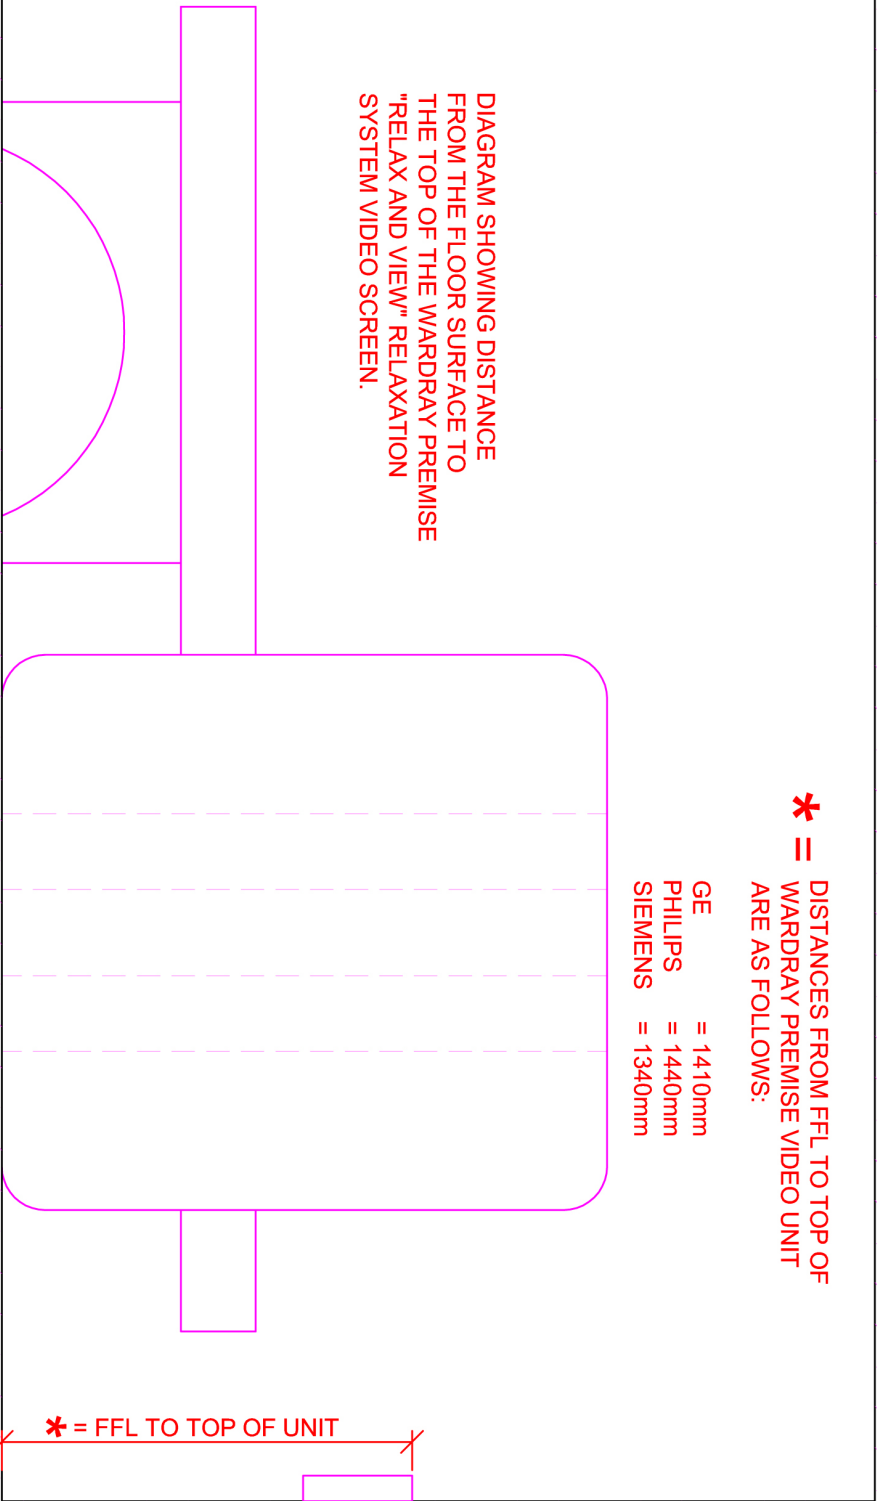 DIAGRAM SHOWING DISTANCE
FROM THE FLOOR SURFACE TO
THE TOP OF THE WARDRAY PREMISE
"RELAX AND VIEW" RELAXATION
SYSTEM VIDEO SCREEN.
* = DISTANCES FROM FFL TO TOP OF
WARDRAY PREMISE VIDEO UNIT
ARE AS FOLLOWS:
GE = 1410mm
PHILIPS = 1440mm
SIEMENS = 1340mm
* = FFL TO TOP OF UNIT